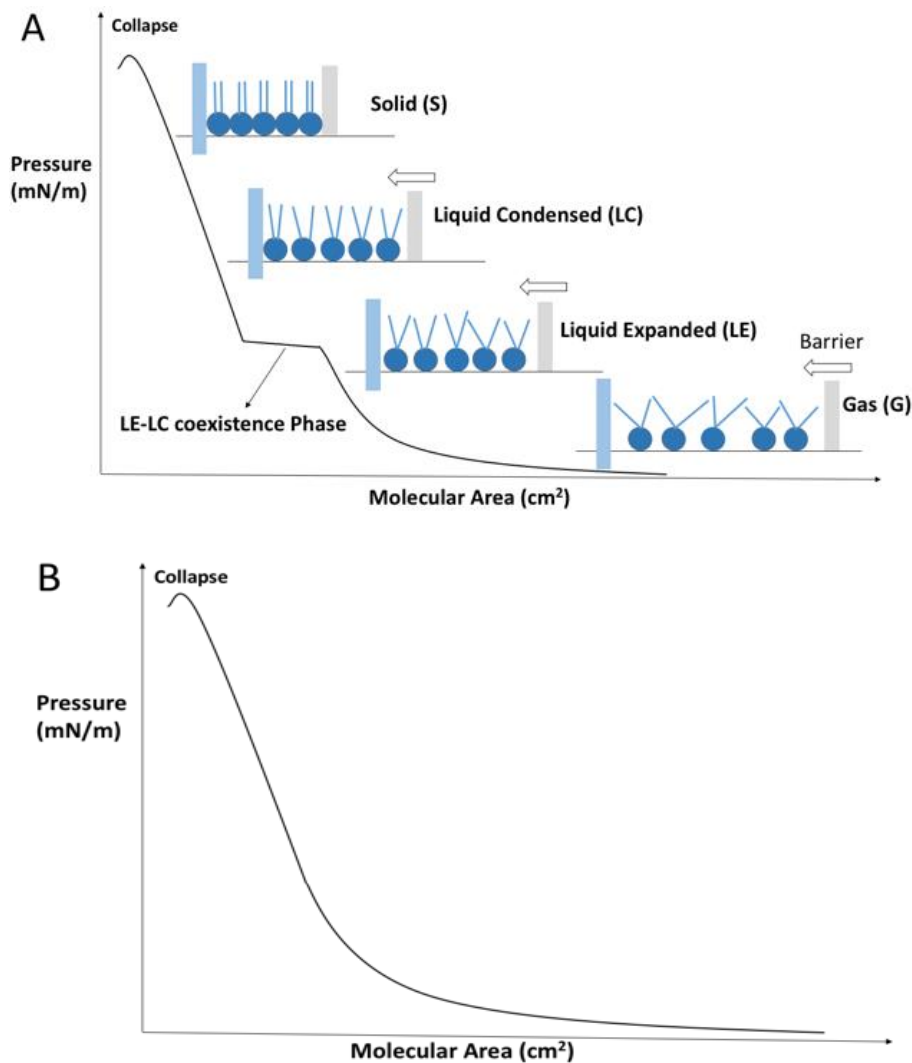 A
Collapse
Pressure
(mN/m)
Solid (S)
Liquid Condensed (LC)
Liquid Expanded (LE)
Barrier
Gas (G)
LE-LC coexistence Phase
Molecular Area (cm²)
B
Collapse
Pressure
(mN/m)
Molecular Area (cm²)